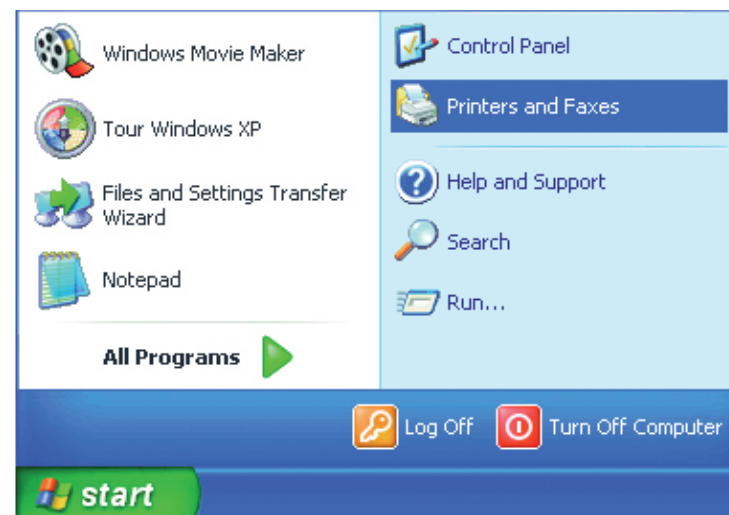 Windows Movie Maker
Tour Windows XP
Files and Settings Transfer
Wizard
Notepad
All Programs
Control Panel
Printers and Faxes
Help and Support
Search
Run...
Log Off
Turn Off Computer
start